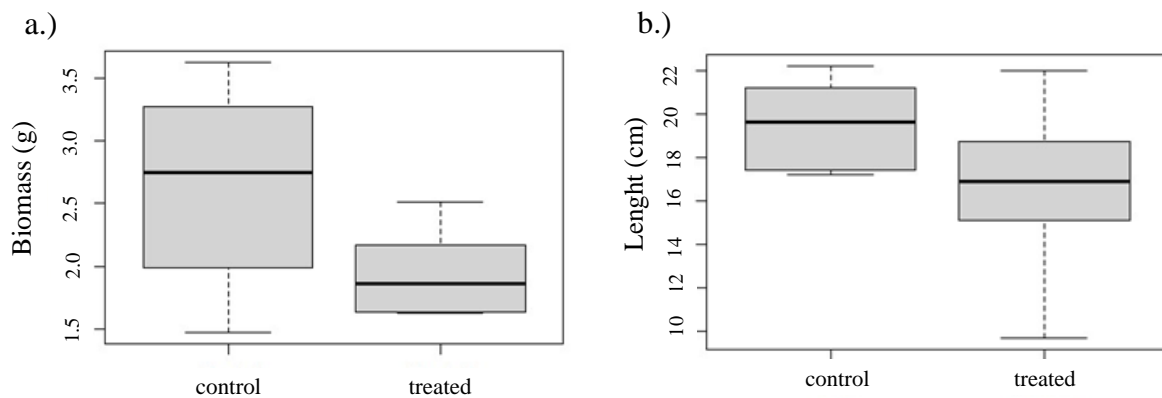 a.)
Biomass (g)
3.5
3.0
2.5
2.0
1.5
control treated
b.)
Lenght (cm)
22
20
18
16
14
12
10
control treated